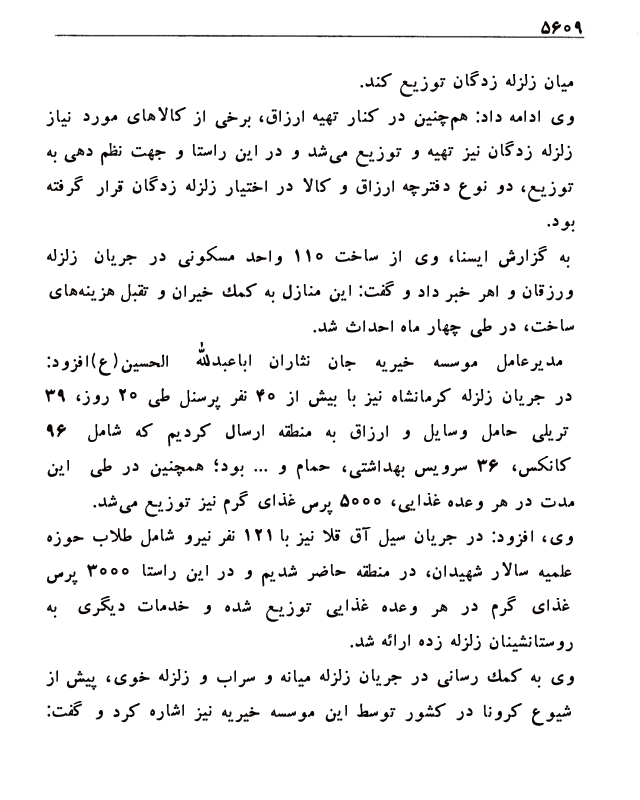 ۵۶۰۹
میان زلزله زدگان توزیع کند.
وی ادامه داد: هم‌چنین در کنار تهیه ارزاق، برخی از کالاهای مورد نیاز
زلزله زدگان نیز تهیه و توزیع می‌شد و در این راستا و جهت نظم دهی به
توزیع، دو نوع دفترچه ارزاق و کالا در اختیار زلزله زدگان قرار گرفته
بود.
به گزارش ایسنا، وی از ساخت ۱۱۰ واحد مسکونی در جریان زلزله
ورزقان و اهر خبر داد و گفت: این منازل به کمك خیران و تقبل هزینه‌های
ساخت، در طی چهار ماه احداث شد.
مدیرعامل موسسه خیریه جان نثاران اباعبدلله الحسین(ع)افزود:
در جریان زلزله کرمانشاه نیز با بیش از ۴۰ نفر پرسنل طی ۲۰ روز، ۳۹
تریلی حامل وسایل و ارزاق به منطقه ارسال کردیم که شامل ۹۶
کانکس، ۳۶ سرویس بهداشتی، حمام و ... بود؛ همچنین در طی این
مدت در هر وعده غذایی، ۵۰۰۰ پرس غذای گرم نیز توزیع می‌شد.
وی، افزود: در جریان سیل آق قلا نیز با ۱۲۱ نفر نیرو شامل طلاب حوزه
علمیه سالار شهیدان، در منطقه حاضر شدیم و در این راستا ۳۰۰۰ پرس
غذای گرم در هر وعده غذایی توزیع شده و خدمات دیگری به
روستانشینان زلزله زده ارائه شد.
وی به کمك رسانی در جریان زلزله میانه و سراب و زلزله خوی، پیش از
شیوع کرونا در کشور توسط این موسسه خیریه نیز اشاره کرد و گفت: